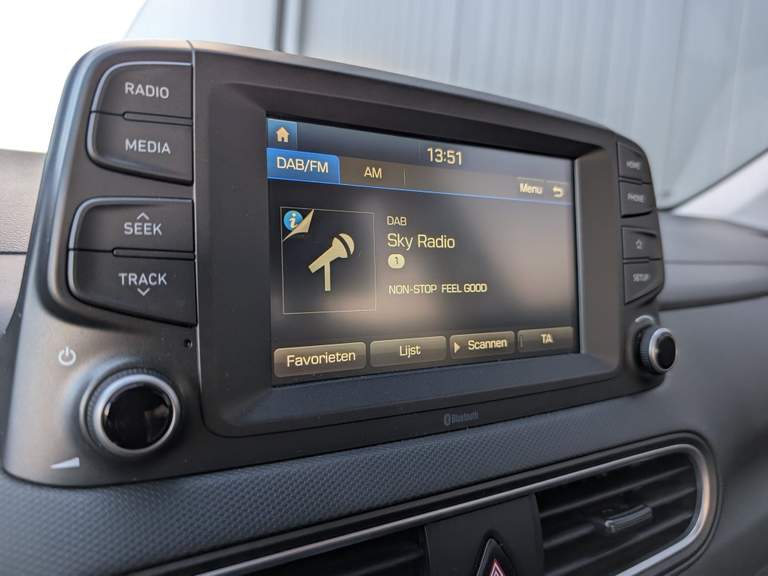 RADIO
MEDIA
SEEK
TRACK
13:51
DAB/FM
AM
Menu
DAB
Sky Radio
1
NON-STOP FEEL GOOD
Favorieten
Lijst
Scannen
TA
Bluetooth
HOME
PHONE
SETUP